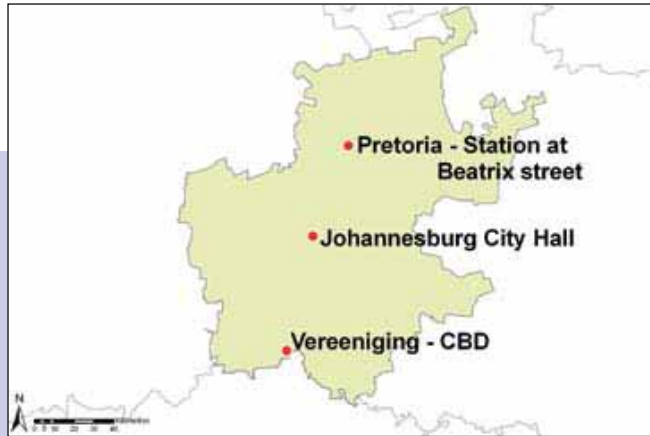 Pretoria - Station at
Beatrix street
Johannesburg City Hall
Vereeniging - CBD
N